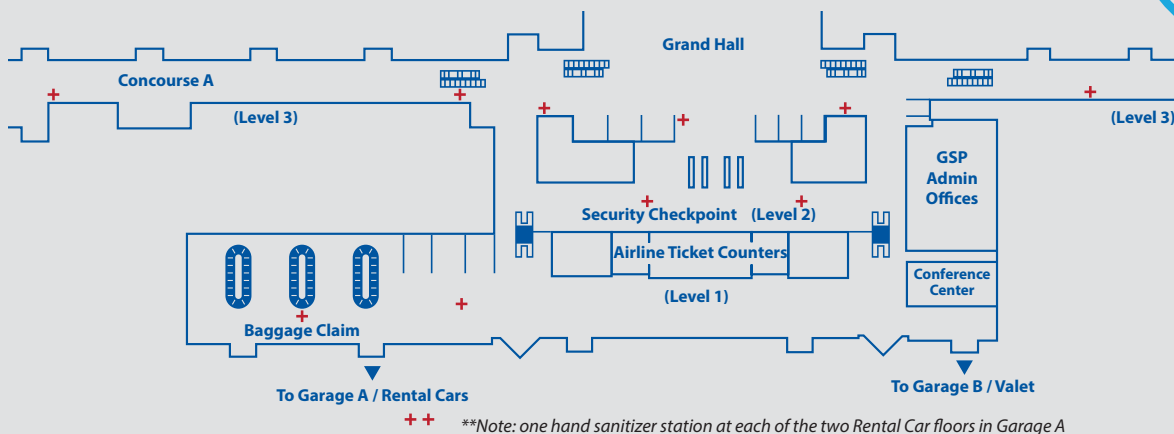 Grand Hall
Concourse A
(Level 3)
(Level 3)
GSP
Admin
Offices
Security Checkpoint (Level 2)
Airline Ticket Counters
(Level 1)
Conference
Center
Baggage Claim
To Garage A / Rental Cars
To Garage B / Valet
**Note: one hand sanitizer station at each of the two Rental Car floors in Garage A